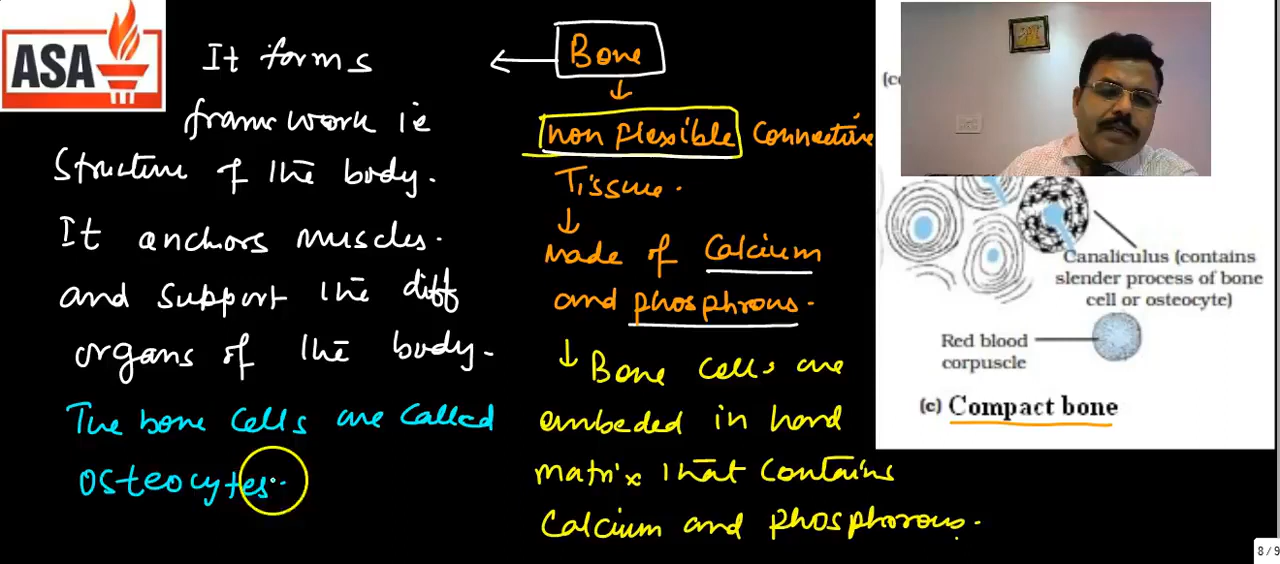 ASA
It forms
framework ie
Structure of the body.
It anchors muscles.
and support the diff
organs of the body.
The bone cells are called
osteocytes.
Bone
non flexible Connective
Tissue.
made of Calcium
and phosphrous.
Bone cells are
embeded in hard
matrix that contains
Calcium and phosphorous.
Canaliculus (contains
slender process of bone
cell or osteocyte)
Red blood
corpuscle
(c) Compact bone
8 / 9